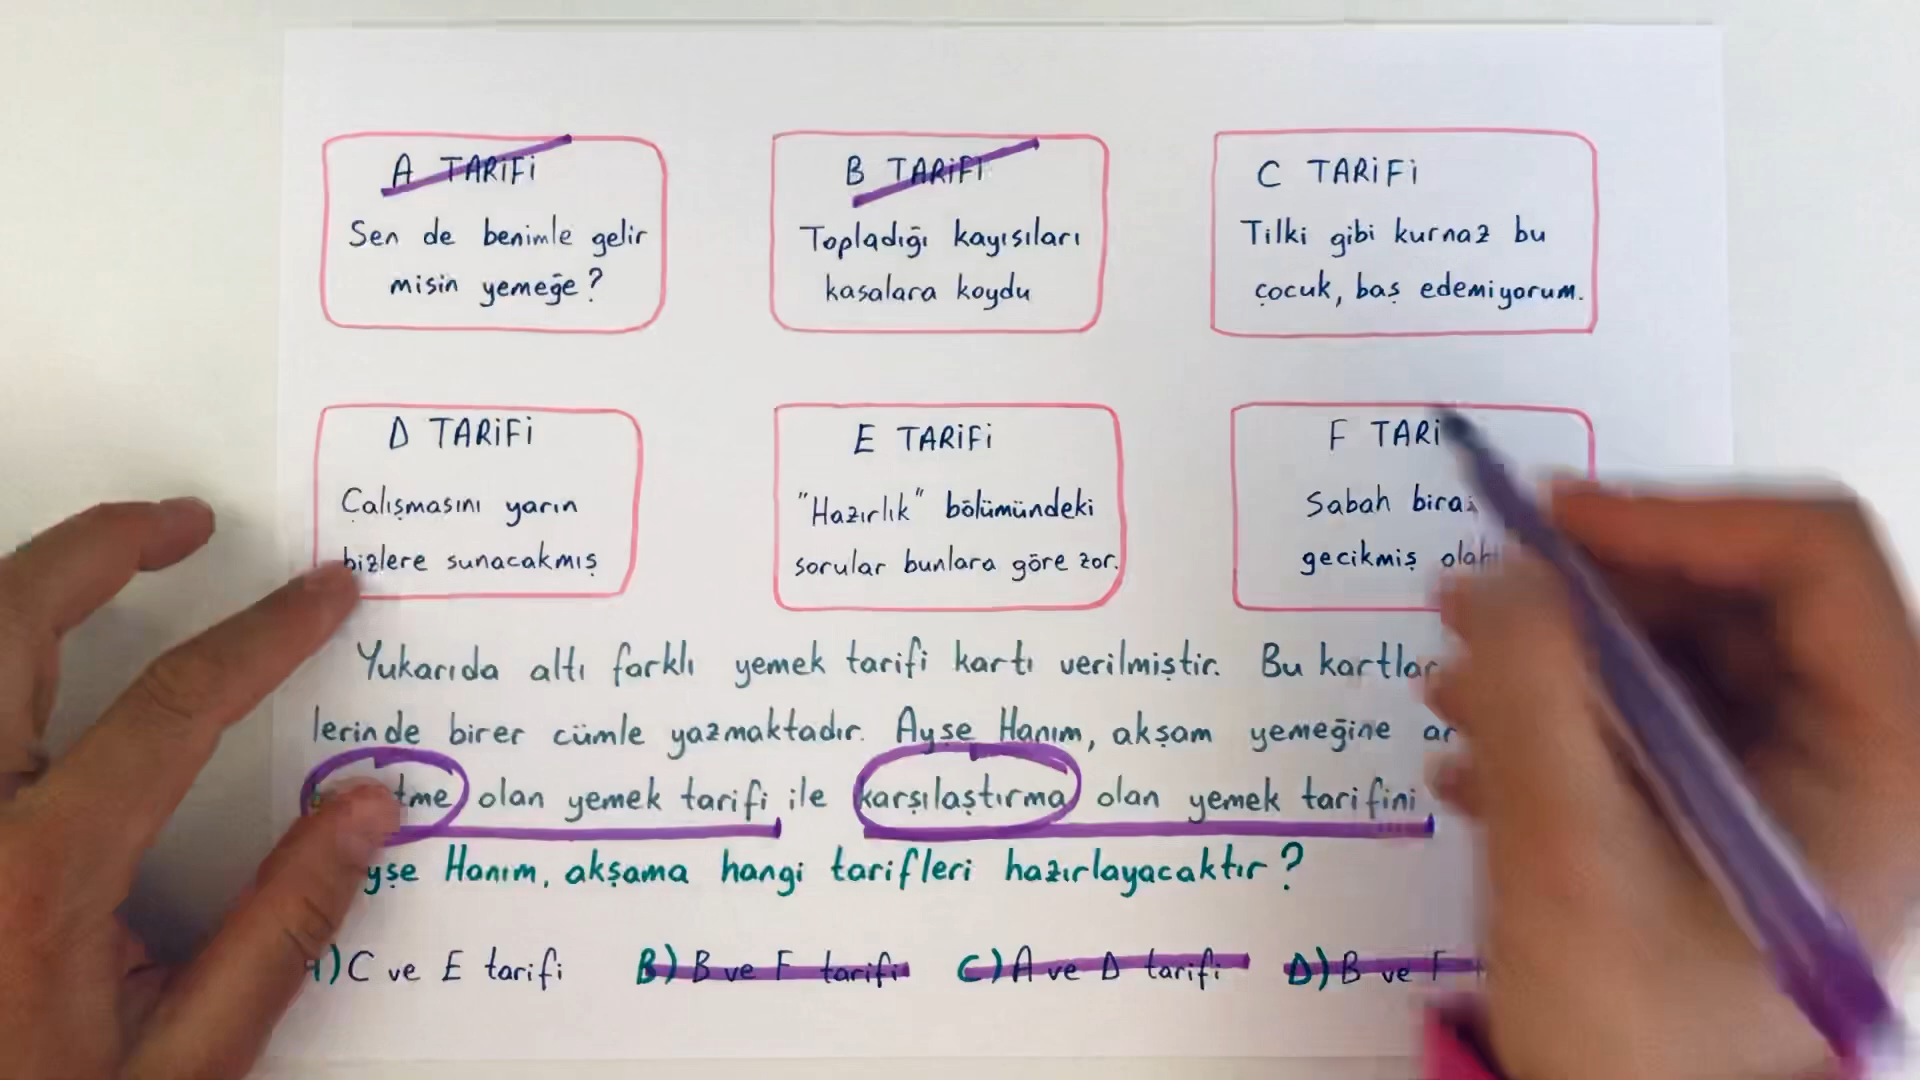 A TARİFİ
Sen de benimle gelir
misin yemeğe?
B TARİFİ
Topladığı kayısıları
kasalara koydu
C TARİFİ
Tilki gibi kurnaz bu
çocuk, baş edemiyorum.
D TARİFİ
Çalışmasını yarın
bizlere sunacakmış
E TARİFİ
"Hazırlık" bölümündeki
sorular bunlara göre zor.
F TARİ
Sabah
gecikmiş
Yukarıda altı farklı yemek tarifi kartı verilmiştir. Bu kartlar
lerinde birer cümle yazmaktadır. Ayşe Hanım, akşam yemeğine
olan yemek tarifi ile karşılaştırma olan yemek tarifini
yşe Hanım, akşama hangi tarifleri hazırlayacaktır?
A) C ve E tarifi B) B ve F tarifi C) A ve D tarifi D) B ve F